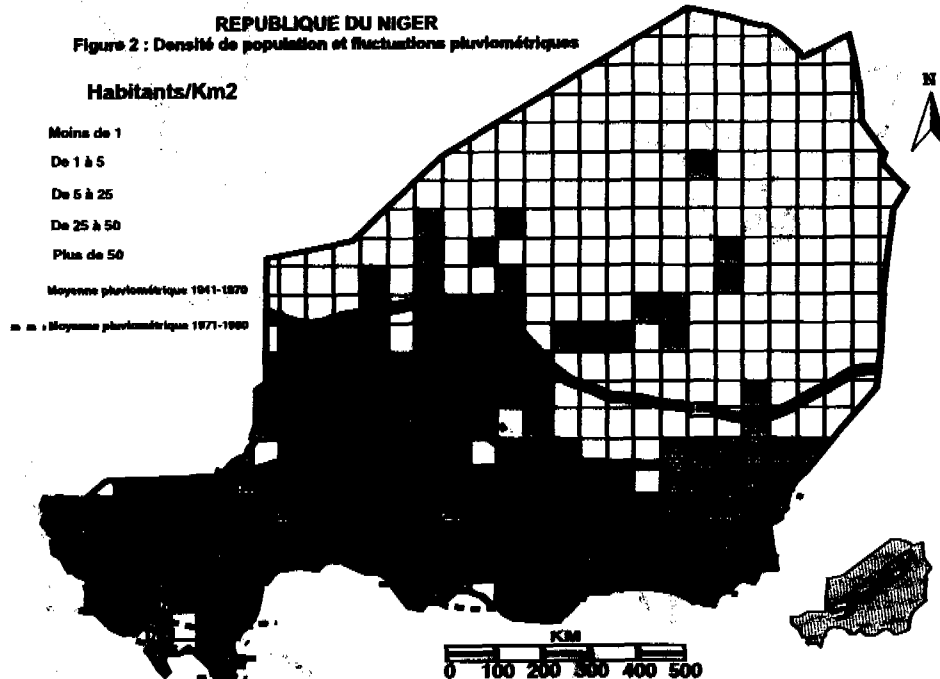 REPUBLIQUE DU NIGER
Figure 2 : Densité de population et fluctuations pluviométriques
Habitants/Km2
Moins de 1
De 1 à 5
De 5 à 25
De 25 à 50
Plus de 50
Moyenne pluviométrique 1941-1970
Moyenne pluviométrique 1971-1990
N
KM
0 100 200 300 400 500